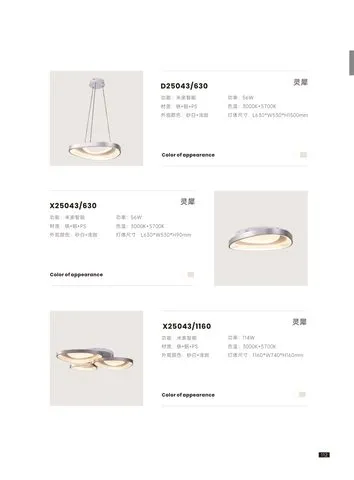 D25043/630
灵犀
功能：米家智能
功率：56W
材质：铁+铝+PS
色温：3000K+5700K
外观颜色：砂白+浅咖
灯体尺寸：L630*W530*H1500mm
Color of appearance
X25043/630
灵犀
功能：米家智能
功率：56W
材质：铁+铝+PS
色温：3000K+5700K
外观颜色：砂白+浅咖
灯体尺寸：L630*W530*H90mm
Color of appearance
X25043/1160
灵犀
功能：米家智能
功率：114W
材质：铁+铝+PS
色温：3000K+5700K
外观颜色：砂白+浅咖
灯体尺寸：1160*W740*H160mm
Color of appearance